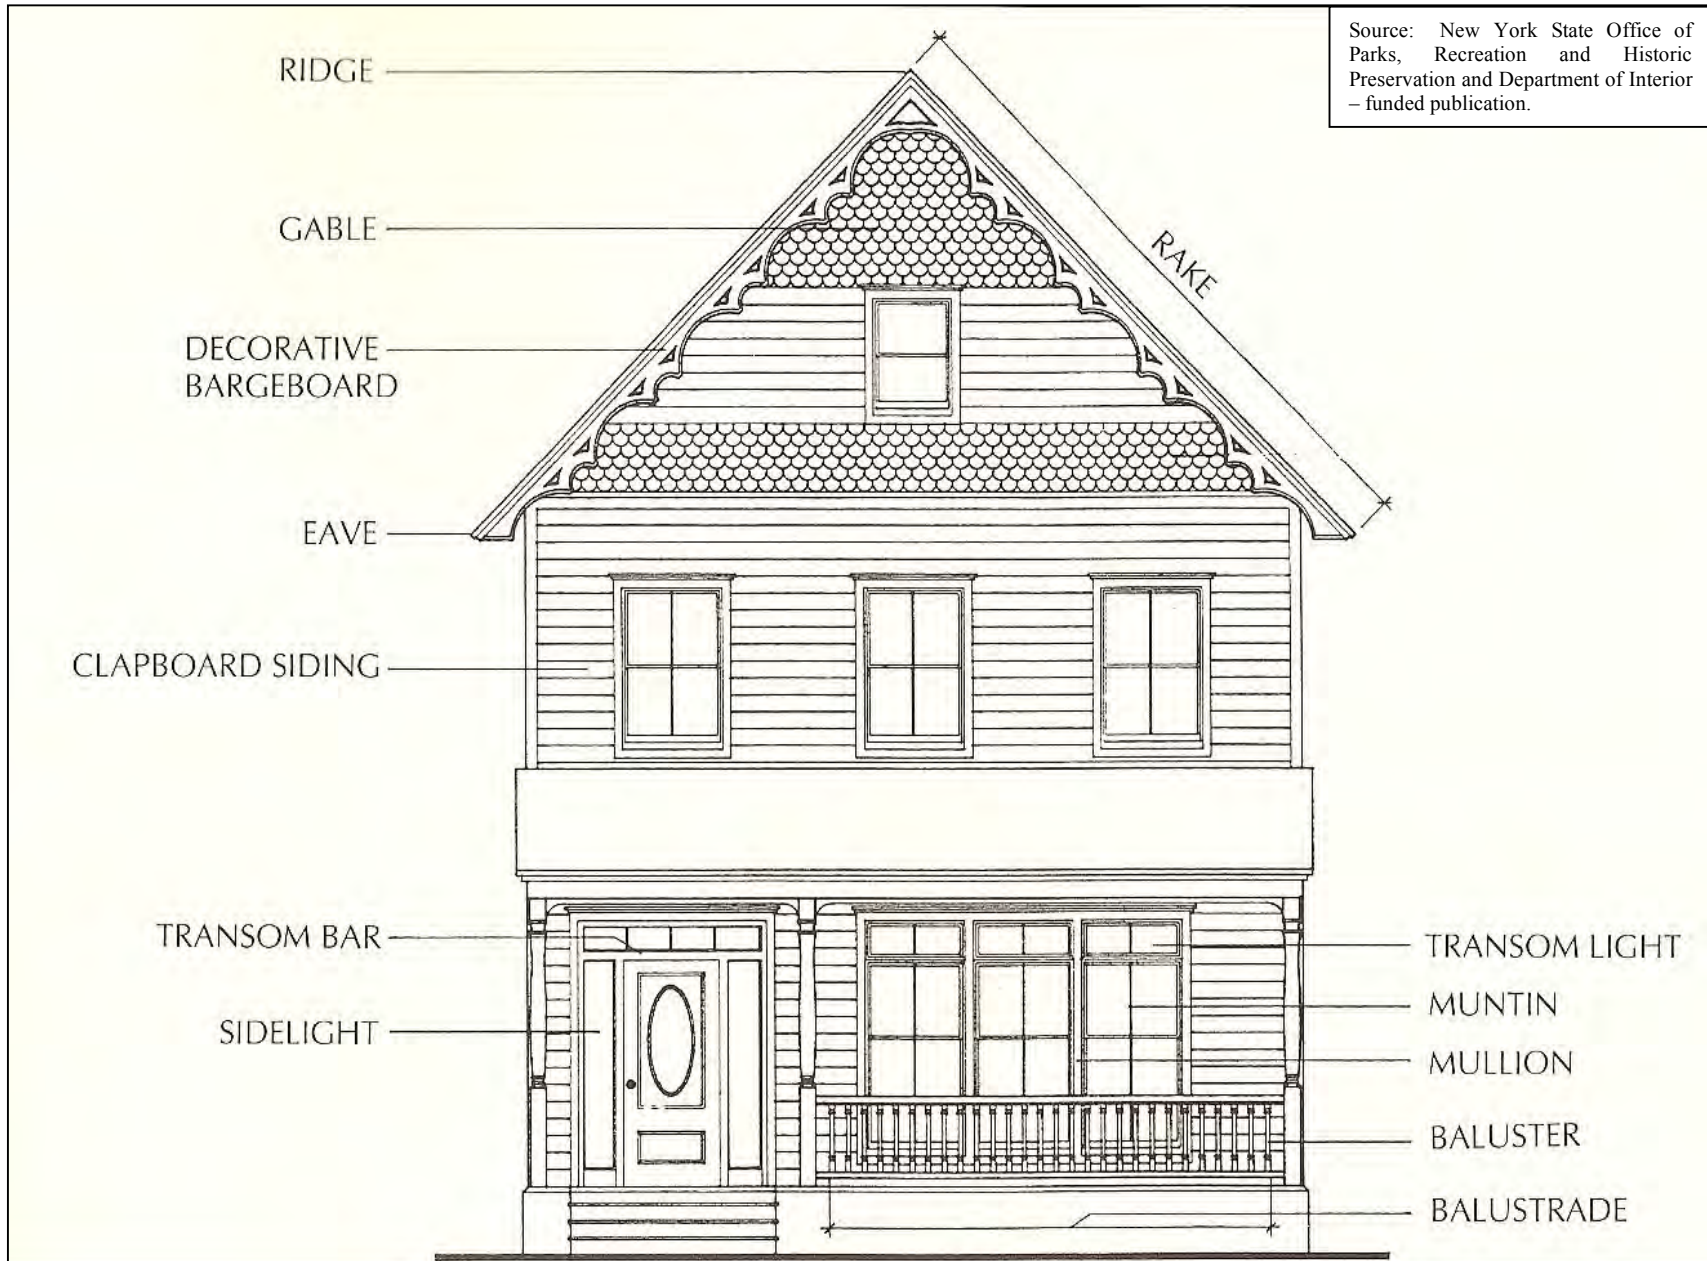 Source: New York State Office of
Parks, Recreation and Historic
Preservation and Department of Interior
– funded publication.
RIDGE
GABLE
RAKE
DECORATIVE
BARGEBOARD
EAVE
CLAPBOARD SIDING
TRANSOM BAR
TRANSOM LIGHT
MUNTIN
SIDELIGHT
MULLION
BALUSTER
BALUSTRADE